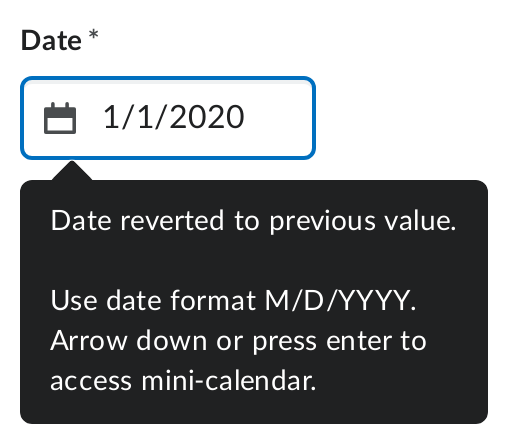 Date *
1/1/2020
Date reverted to previous value.
Use date format M/D/YYYY.
Arrow down or press enter to
access mini-calendar.